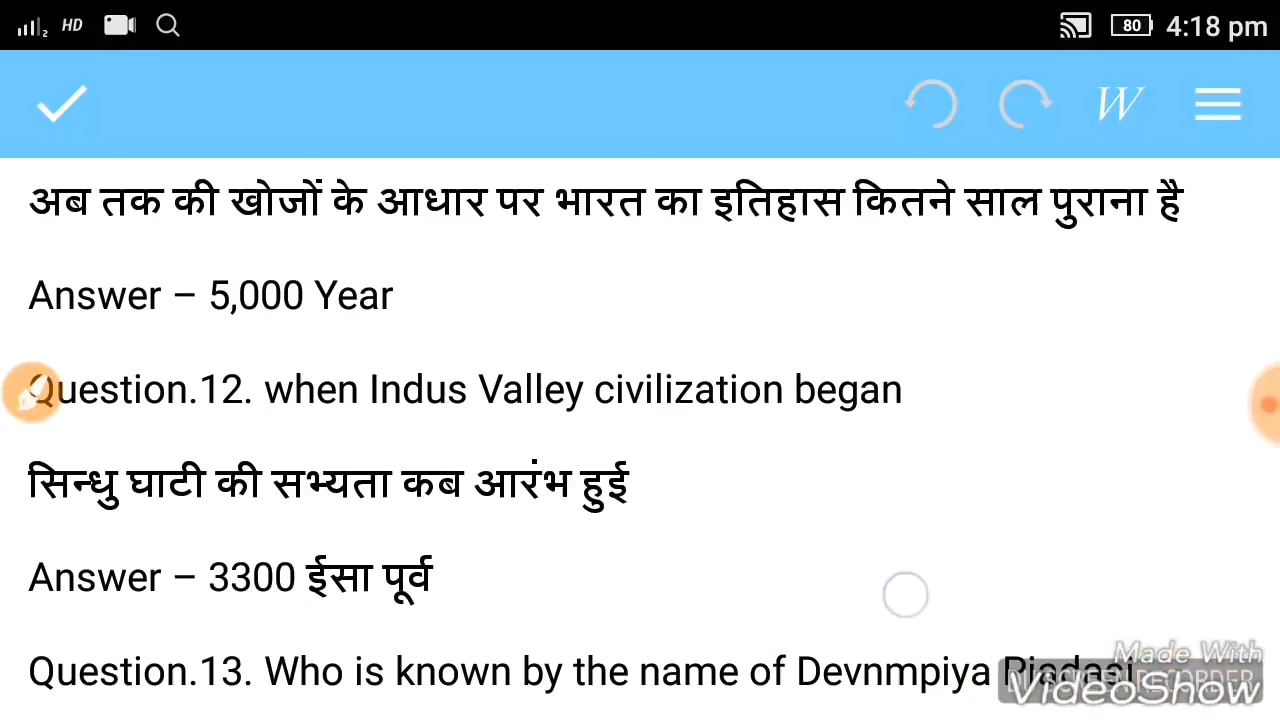 HD
80 4:18 pm
W
अब तक की खोजों के आधार पर भारत का इतिहास कितने साल पुराना है
Answer – 5,000 Year
Question.12. when Indus Valley civilization began
सिन्धु घाटी की सभ्यता कब आरंभ हुई
Answer – 3300 ईसा पूर्व
Question.13. Who is known by the name of Devnmpiya
Made With
VideoShow